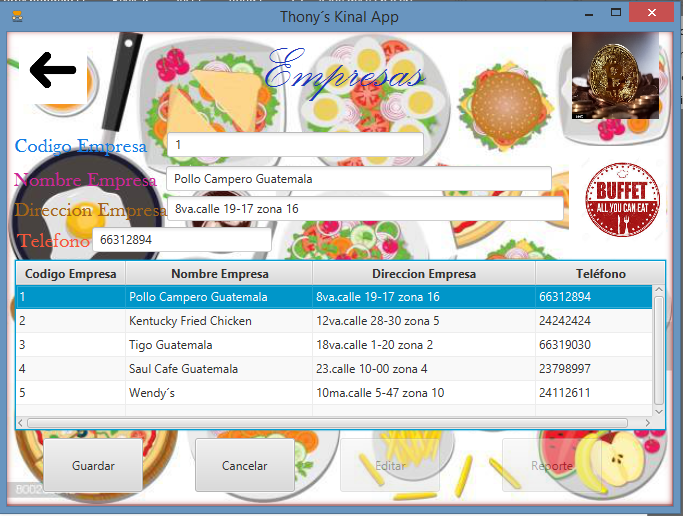 Thony´s Kinal App
Empresas
Codigo Empresa 1
Nombre Empresa Pollo Campero Guatemala
Direccion Empresa 8va.calle 19-17 zona 16
Telefono 66312894
BUFFET
ALL YOU CAN EAT
Codigo Empresa Nombre Empresa Direccion Empresa Teléfono
1 Pollo Campero Guatemala 8va.calle 19-17 zona 16 66312894
2 Kentucky Fried Chicken 12va.calle 28-30 zona 5 24242424
3 Tigo Guatemala 18va.calle 1-20 zona 2 66319030
4 Saul Cafe Guatemala 23.calle 10-00 zona 4 23798997
5 Wendy´s 10ma.calle 5-47 zona 10 24112611
Guardar Cancelar Editar Reporte